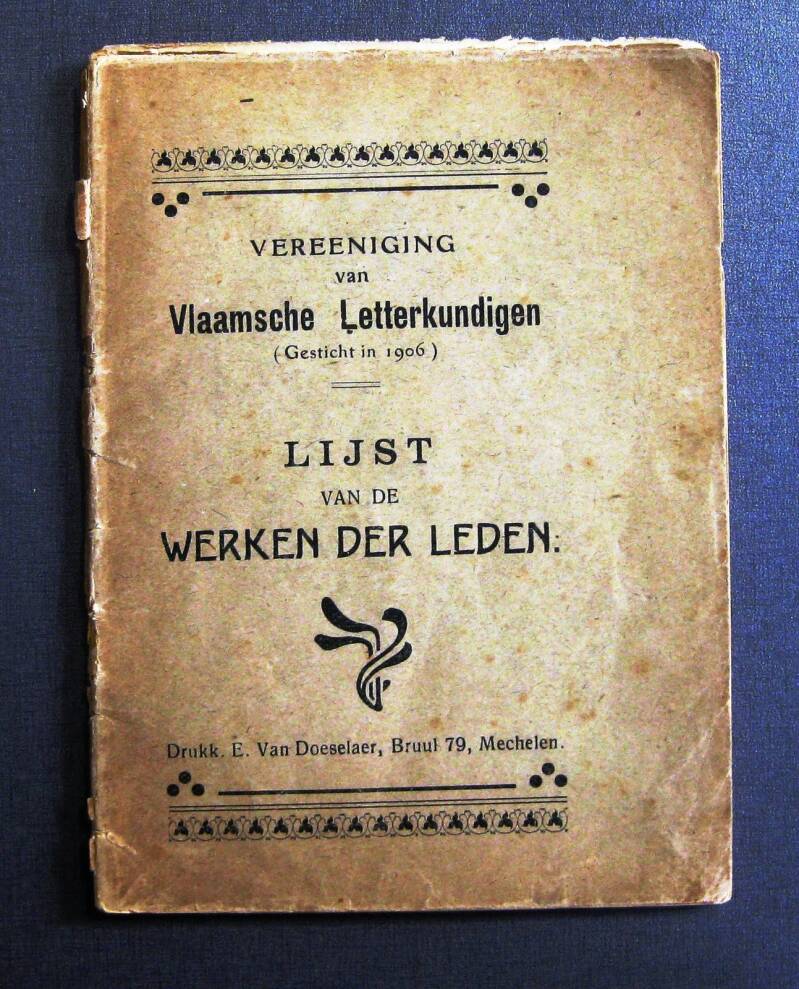 VEREENIGING
van
Vlaamsche Letterkundigen
(Gesticht in 1906)
LIJST
VAN DE
WERKEN DER LEDEN:
Drukk. E. Van Doeselaer, Bruul 79, Mechelen.